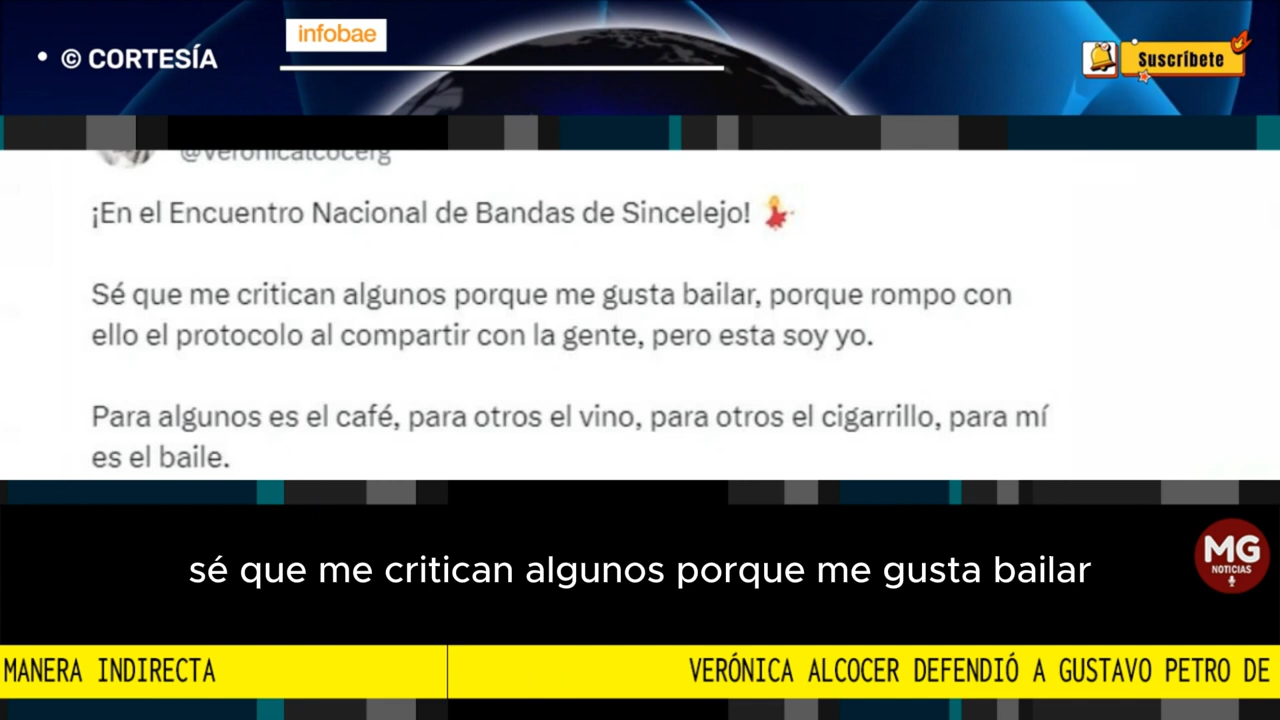 © CORTESÍA
infobae
Suscríbete
@Veronicalcocerg
¡En el Encuentro Nacional de Bandas de Sincelejo!
Sé que me critican algunos porque me gusta bailar, porque rompo con
ello el protocolo al compartir con la gente, pero esta soy yo.
Para algunos es el café, para otros el vino, para otros el cigarrillo, para mí
es el baile.
sé que me critican algunos porque me gusta bailar
MG
NOTICIAS
MANERA INDIRECTA
VERÓNICA ALCOCER DEFENDIÓ A GUSTAVO PETRO DE